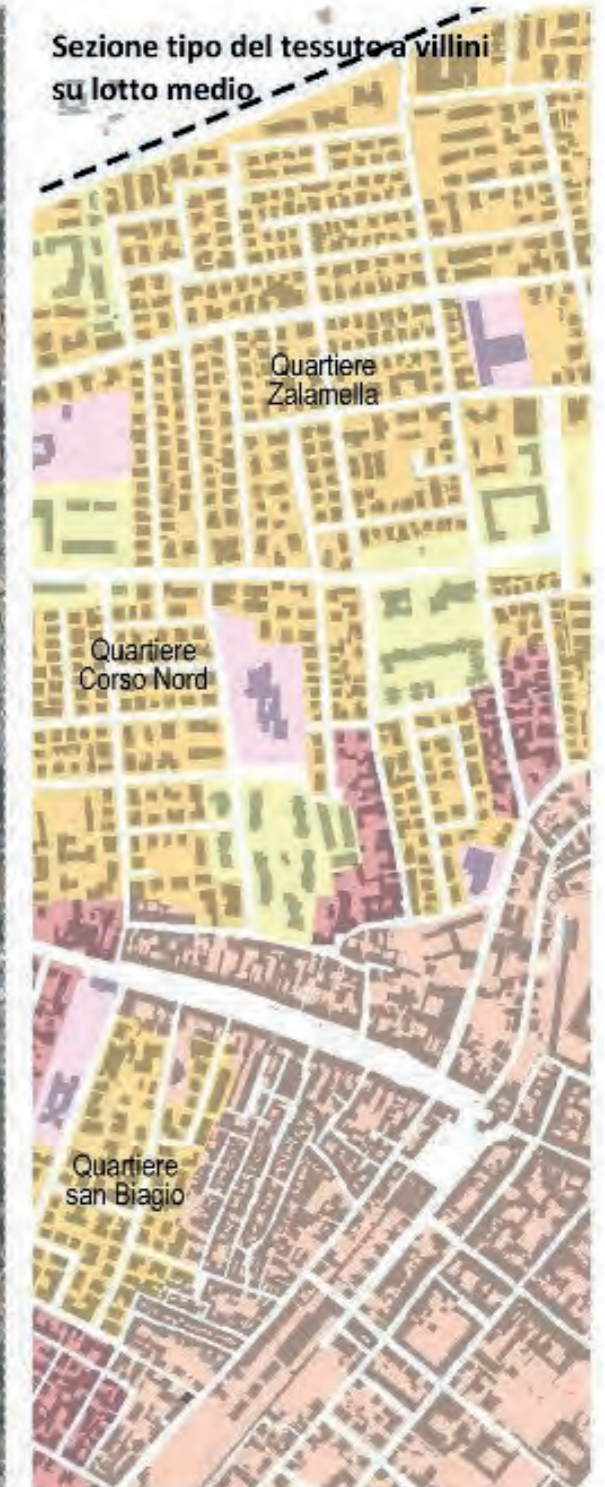 Sezione tipo del tessuto a villini
su lotto medio
Quartiere
Zalamella
Quartiere
Corso Nord
Quartiere
san Biagio